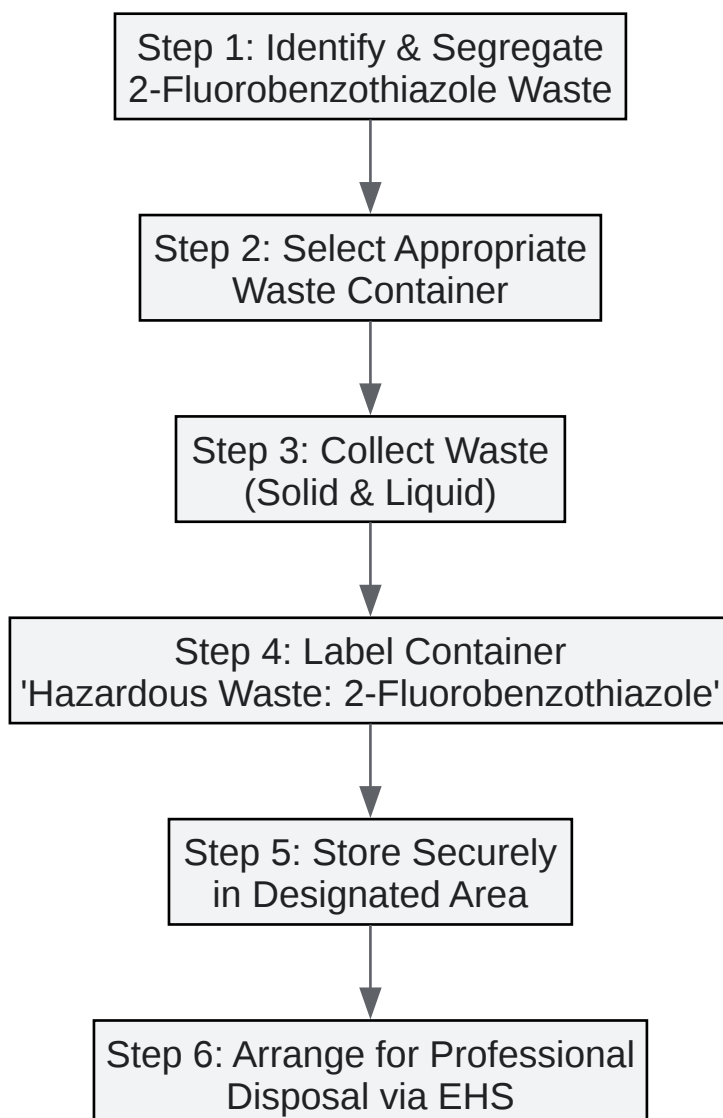 Step 1: Identify & Segregate
2-Fluorobenzothiazole Waste
Step 2: Select Appropriate
Waste Container
Step 3: Collect Waste
(Solid & Liquid)
Step 4: Label Container
'Hazardous Waste: 2-Fluorobenzothiazole'
Step 5: Store Securely
in Designated Area
Step 6: Arrange for Professional
Disposal via EHS